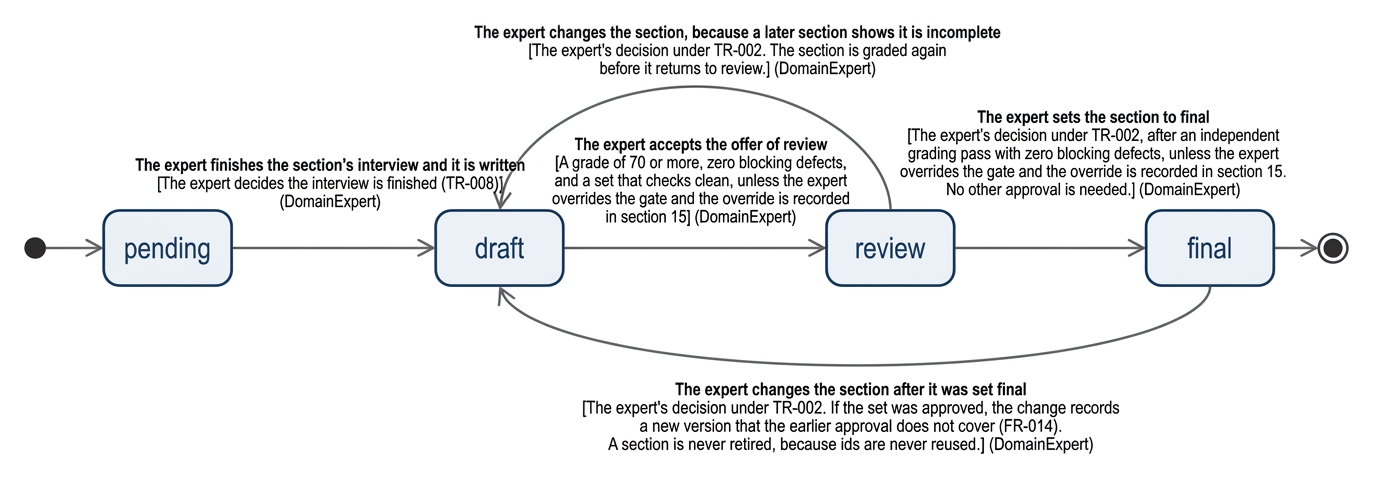 The expert changes the section, because a later section shows it is incomplete
[The expert's decision under TR-002. The section is graded again
before it returns to review.] (DomainExpert)
The expert sets the section to final
[The expert's decision under TR-002, after an independent
grading pass with zero blocking defects, unless the expert
overrides the gate and the override is recorded in section 15.
No other approval is needed.] (DomainExpert)
The expert accepts the offer of review
[A grade of 70 or more, zero blocking defects,
and a set that checks clean, unless the expert
overrides the gate and the override is recorded
in section 15] (DomainExpert)
The expert finishes the section's interview and it is written
[The expert decides the interview is finished (TR-008)]
(DomainExpert)
pending
draft
review
final
The expert changes the section after it was set final
[The expert's decision under TR-002. If the set was approved, the change records
a new version that the earlier approval does not cover (FR-014).
A section is never retired, because ids are never reused.] (DomainExpert)